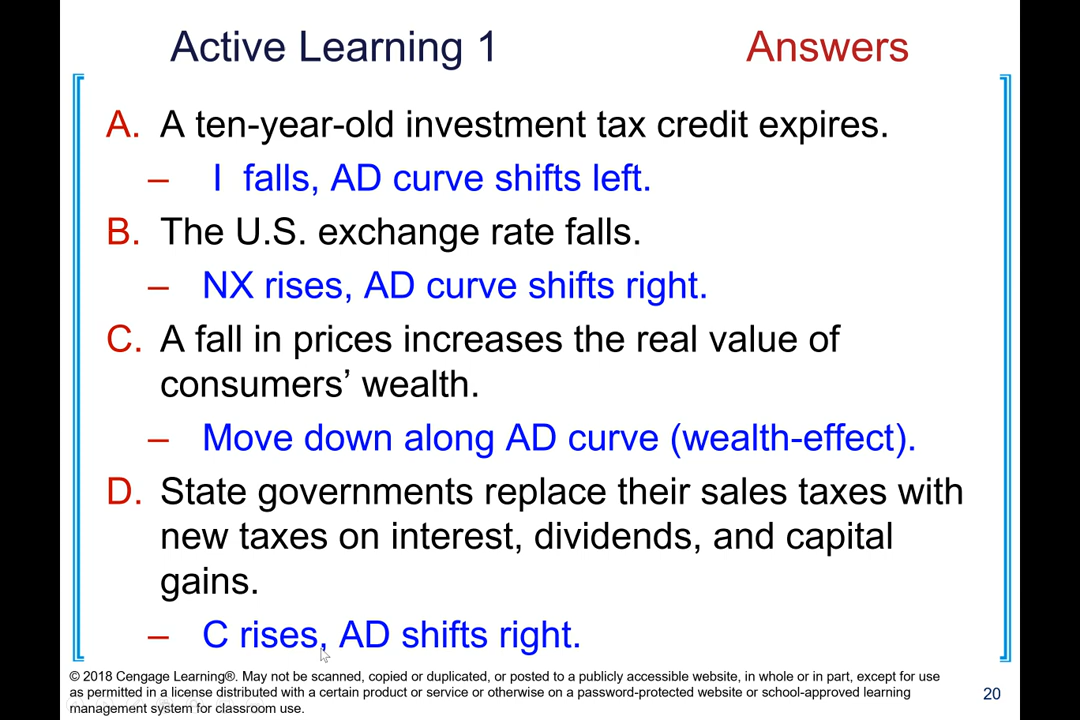 Active Learning 1 Answers
A. A ten-year-old investment tax credit expires.
– I falls, AD curve shifts left.
B. The U.S. exchange rate falls.
– NX rises, AD curve shifts right.
C. A fall in prices increases the real value of
consumers’ wealth.
– Move down along AD curve (wealth-effect).
D. State governments replace their sales taxes with
new taxes on interest, dividends, and capital
gains.
– C rises, AD shifts right.
© 2018 Cengage Learning®. May not be scanned, copied or duplicated, or posted to a publicly accessible website, in whole or in part, except for use
as permitted in a license distributed with a certain product or service or otherwise on a password-protected website or school-approved learning
management system for classroom use.
20